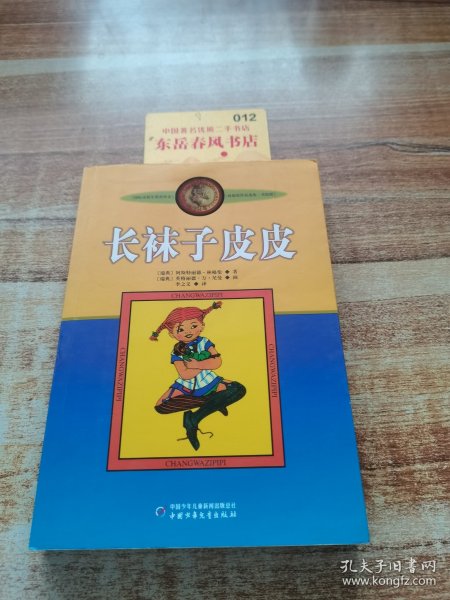 012
中国著名优质二手书店
东岳春风书店
长袜子皮皮
[瑞典] 阿斯特丽德·林格伦 ◆ 著
[瑞典] 英格丽德·万·尼曼 ◆ 画
李之义 ◆ 译
CHANGWAZIPIPI
CHANGWAZIPIPI
CHANGWAZIPIPI
CHANGWAZIPIPI
中国少年儿童新闻出版总社
中国少年儿童出版社
孔夫子旧书网
www.kongfz.com